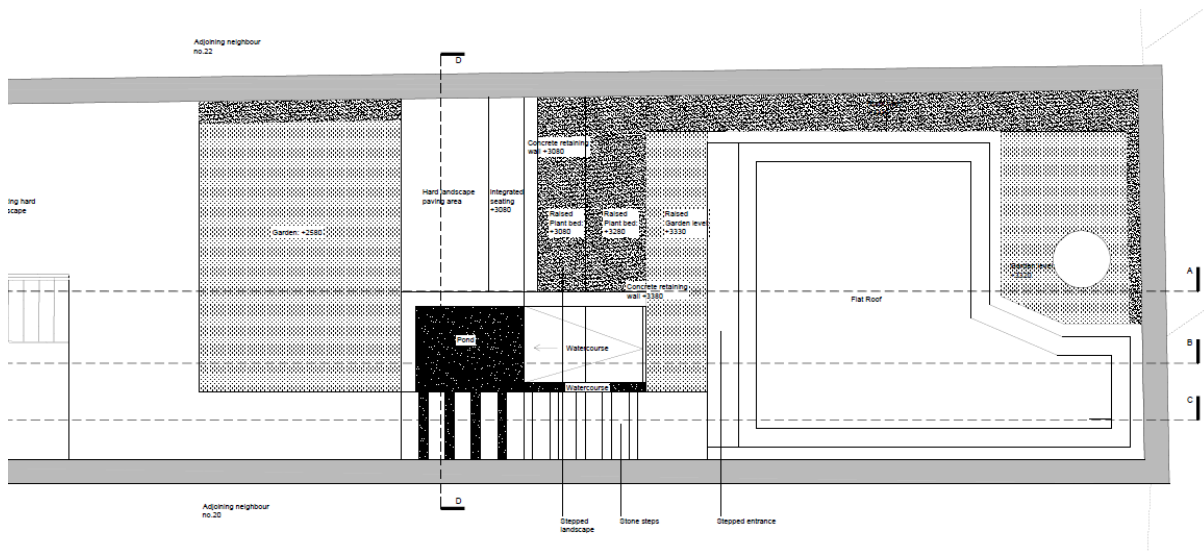 Adjoining neighbour
no.22
D
Concrete retaining
wall +3080
ing hard
scape
Hard landscape
paving area
Integrated
seating
+3080
Raised
Plant bed:
+3080
Raised
Plant bed:
+3280
Raised
Garden level:
+3330
Garden: +2580
Garden level:
A
Concrete retaining
wall +3380
Flat Roof
Pond
Watercourse
B
Watercourse
C
D
Adjoining neighbour
no.20
Stepped
landscape
Stone steps
Stepped entrance